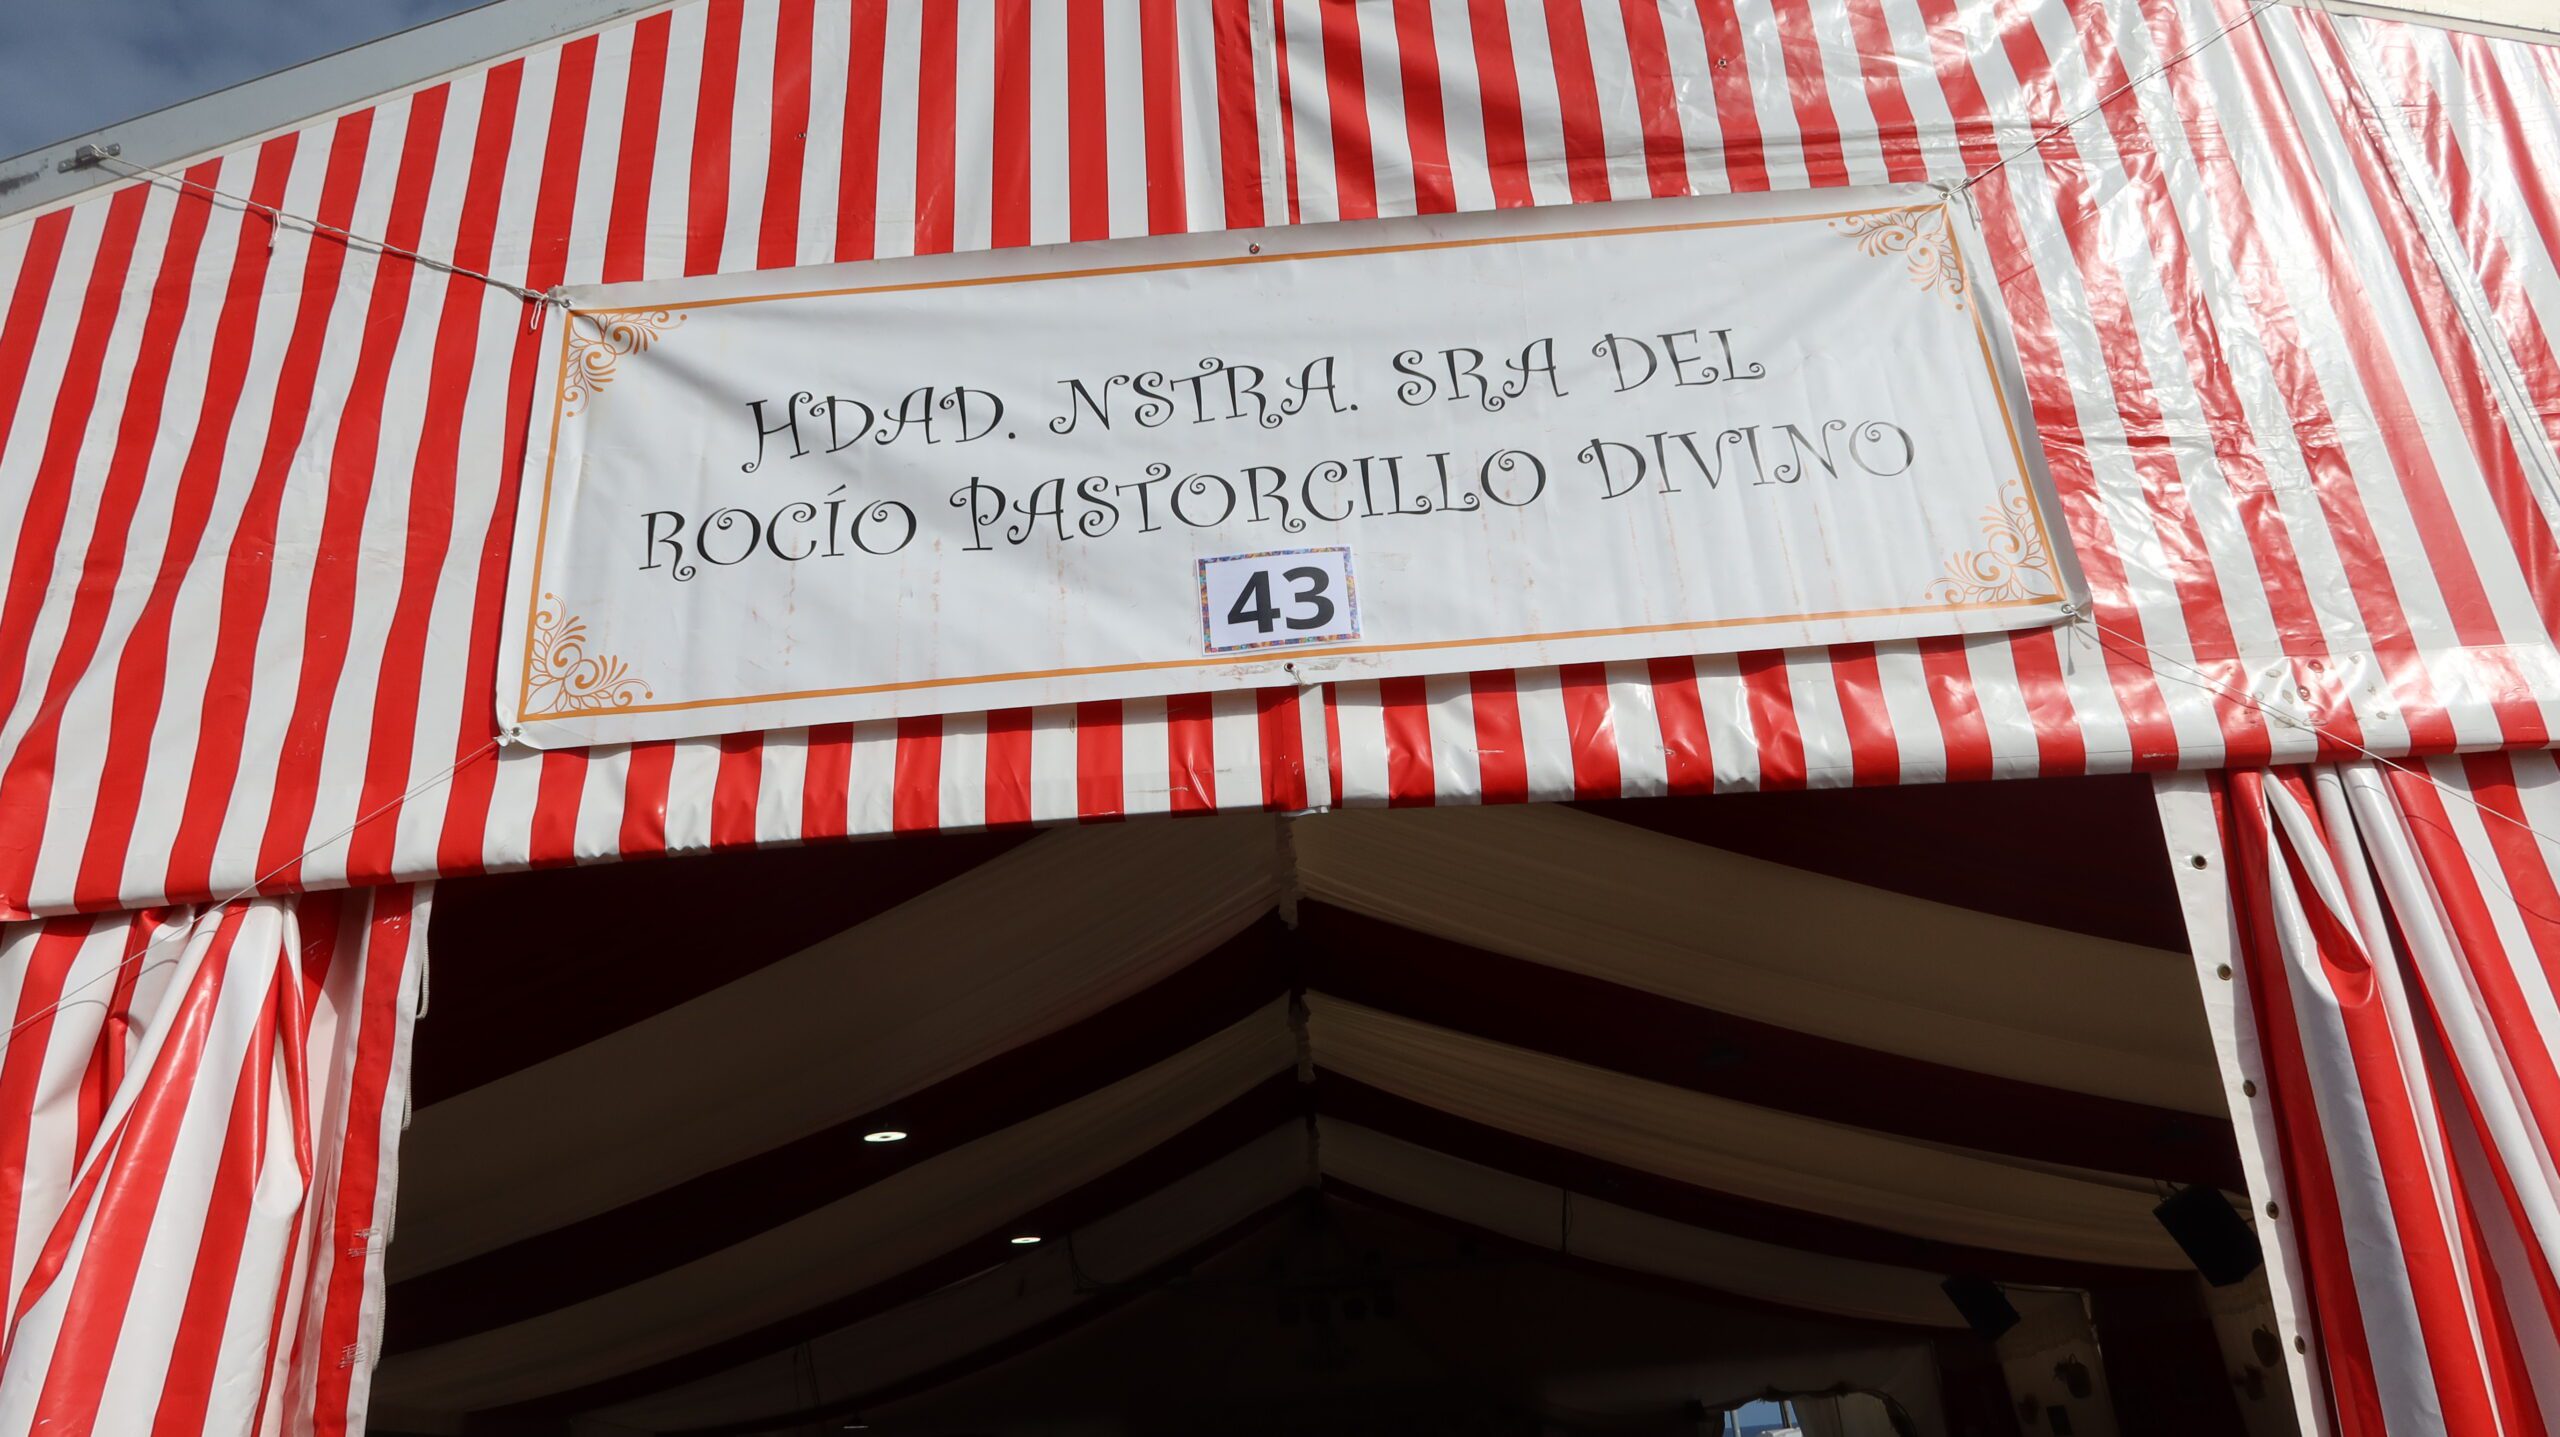 HDAD. NSTRA. SRA DEL
ROCÍO PASTORCILLO DIVINO
43